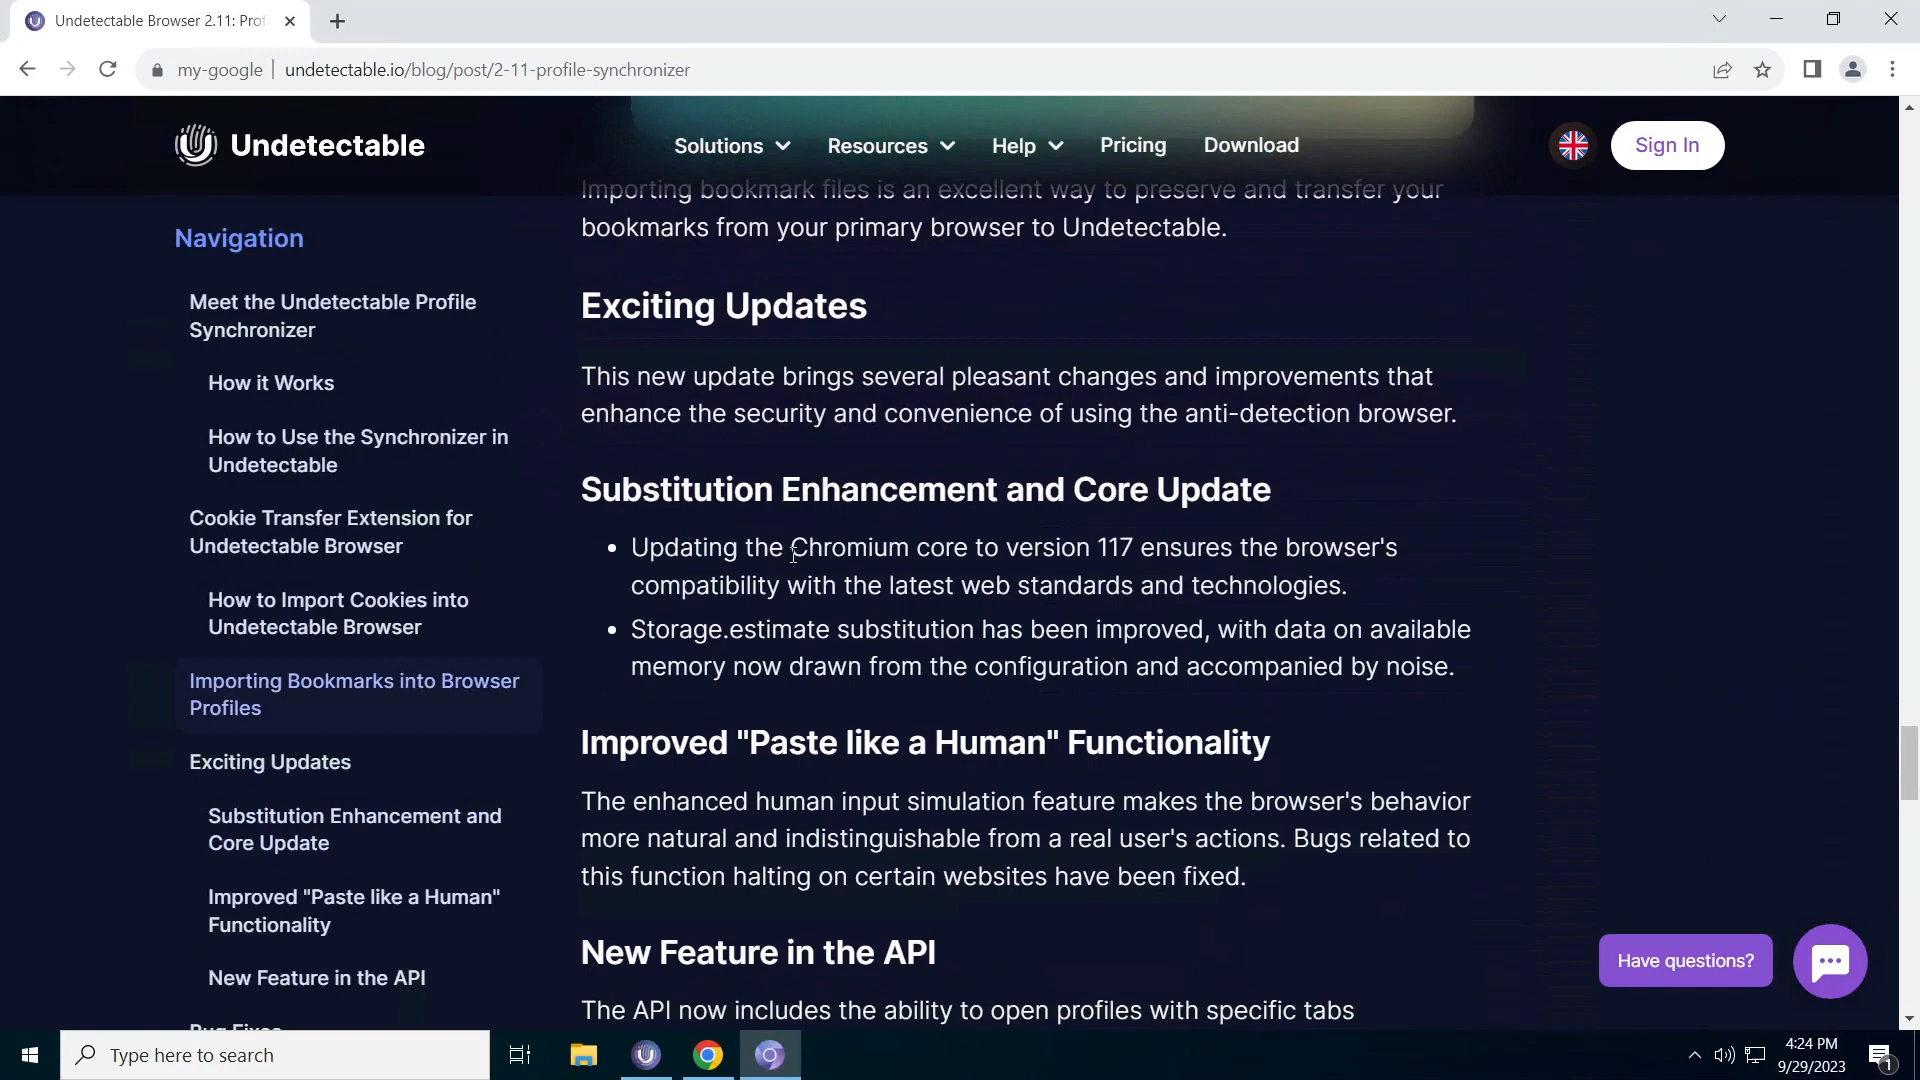 Undetectable Browser 2.11: Prof
my-google | undetectable.io/blog/post/2-11-profile-synchronizer
Undetectable
Solutions
Resources
Help
Pricing
Download
Sign In
Navigation
Meet the Undetectable Profile
Synchronizer
How it Works
How to Use the Synchronizer in
Undetectable
Cookie Transfer Extension for
Undetectable Browser
How to Import Cookies into
Undetectable Browser
Importing Bookmarks into Browser
Profiles
Exciting Updates
Substitution Enhancement and
Core Update
Improved "Paste like a Human"
Functionality
New Feature in the API
Bug Fixes
Importing bookmark files is an excellent way to preserve and transfer your
bookmarks from your primary browser to Undetectable.
Exciting Updates
This new update brings several pleasant changes and improvements that
enhance the security and convenience of using the anti-detection browser.
Substitution Enhancement and Core Update
• Updating the Chromium core to version 117 ensures the browser's
compatibility with the latest web standards and technologies.
• Storage.estimate substitution has been improved, with data on available
memory now drawn from the configuration and accompanied by noise.
Improved "Paste like a Human" Functionality
The enhanced human input simulation feature makes the browser's behavior
more natural and indistinguishable from a real user's actions. Bugs related to
this function halting on certain websites have been fixed.
New Feature in the API
The API now includes the ability to open profiles with specific tabs
Have questions?
Type here to search
4:24 PM
9/29/2023
1